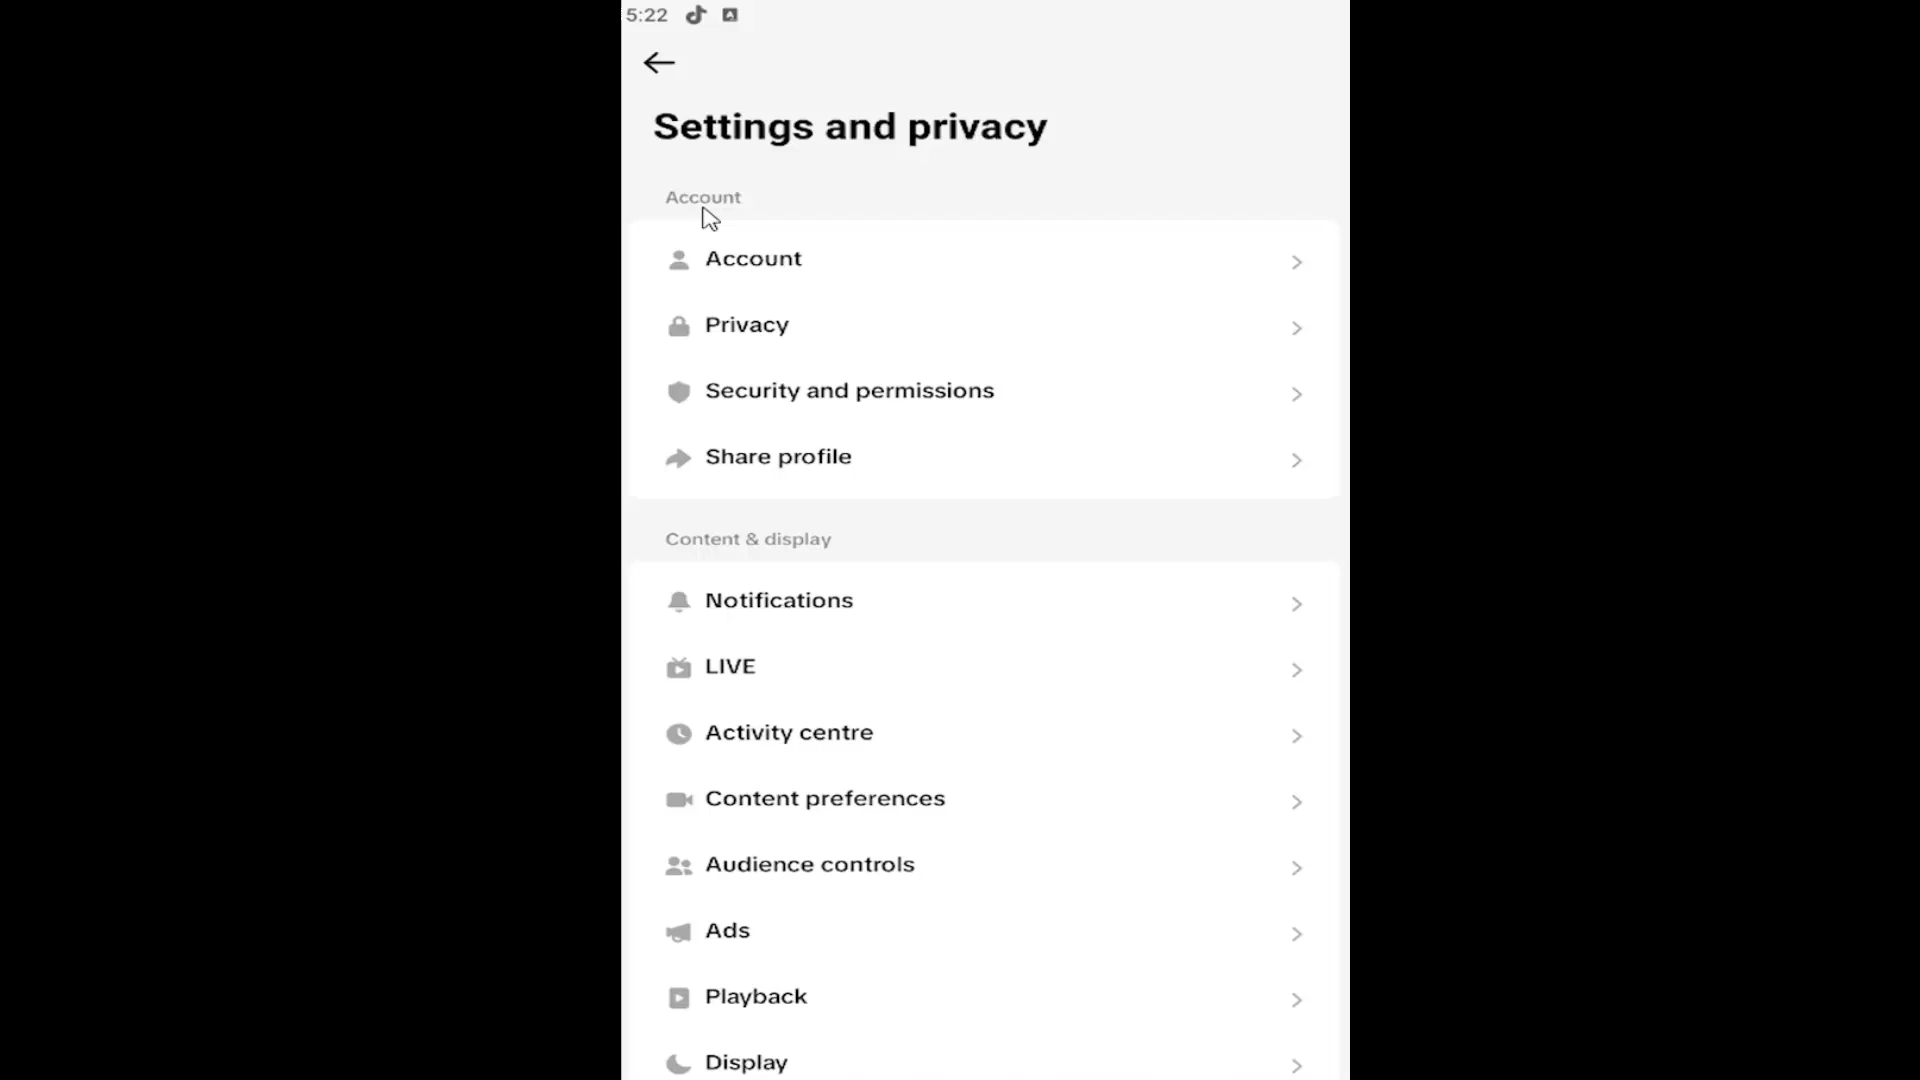 5:22
Settings and privacy
Account
Account
Privacy
Security and permissions
Share profile
Content & display
Notifications
LIVE
Activity centre
Content preferences
Audience controls
Ads
Playback
Display